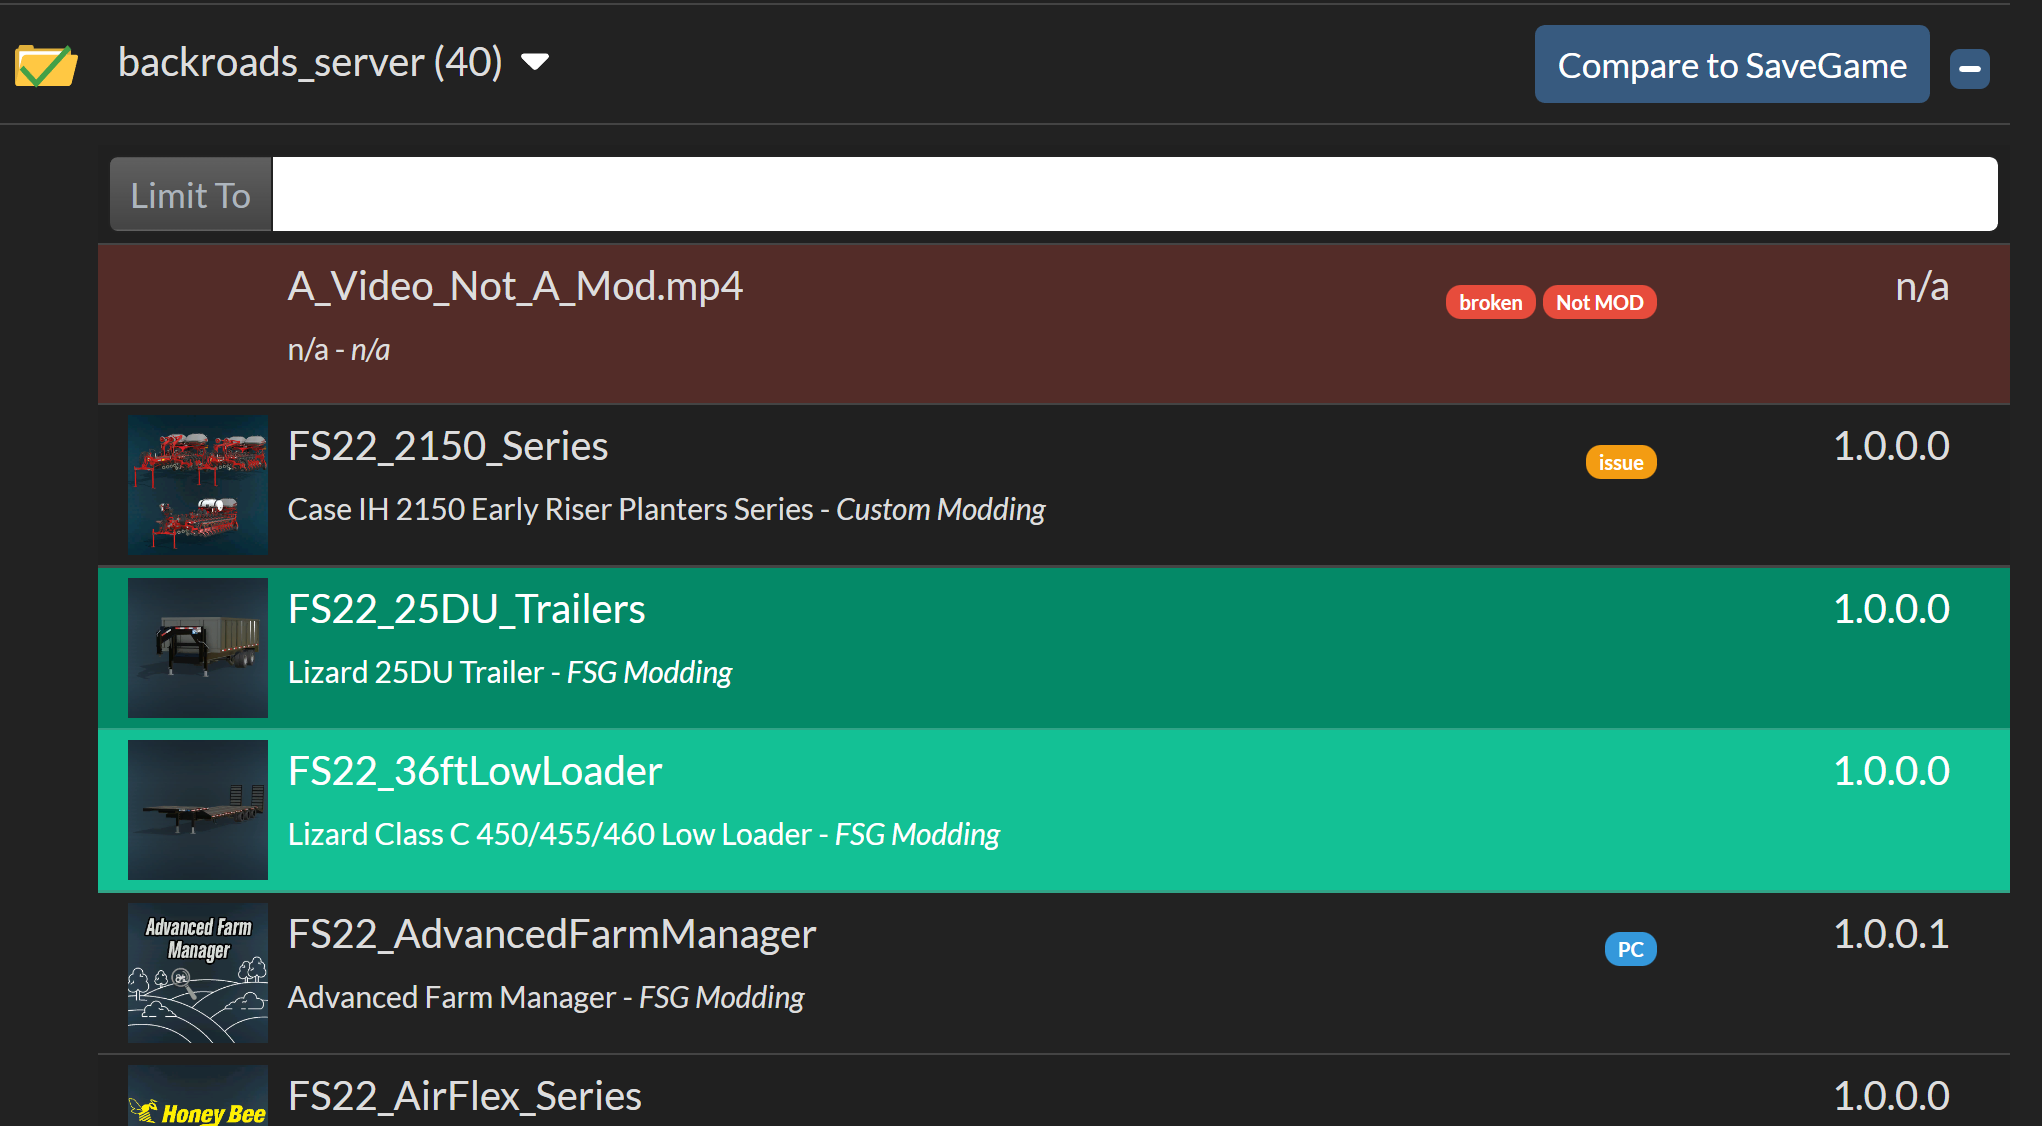 backroads_server (40)
Compare to SaveGame
Limit To
A_Video_Not_A_Mod.mp4
broken
Not MOD
n/a
n/a - n/a
FS22_2150_Series
issue
1.0.0.0
Case IH 2150 Early Riser Planters Series - Custom Modding
FS22_25DU_Trailers
1.0.0.0
Lizard 25DU Trailer - FSG Modding
FS22_36ftLowLoader
1.0.0.0
Lizard Class C 450/455/460 Low Loader - FSG Modding
Advanced Farm
Manager
FS22_AdvancedFarmManager
PC
1.0.0.1
Advanced Farm Manager - FSG Modding
Honey Bee
FS22_AirFlex_Series
1.0.0.0